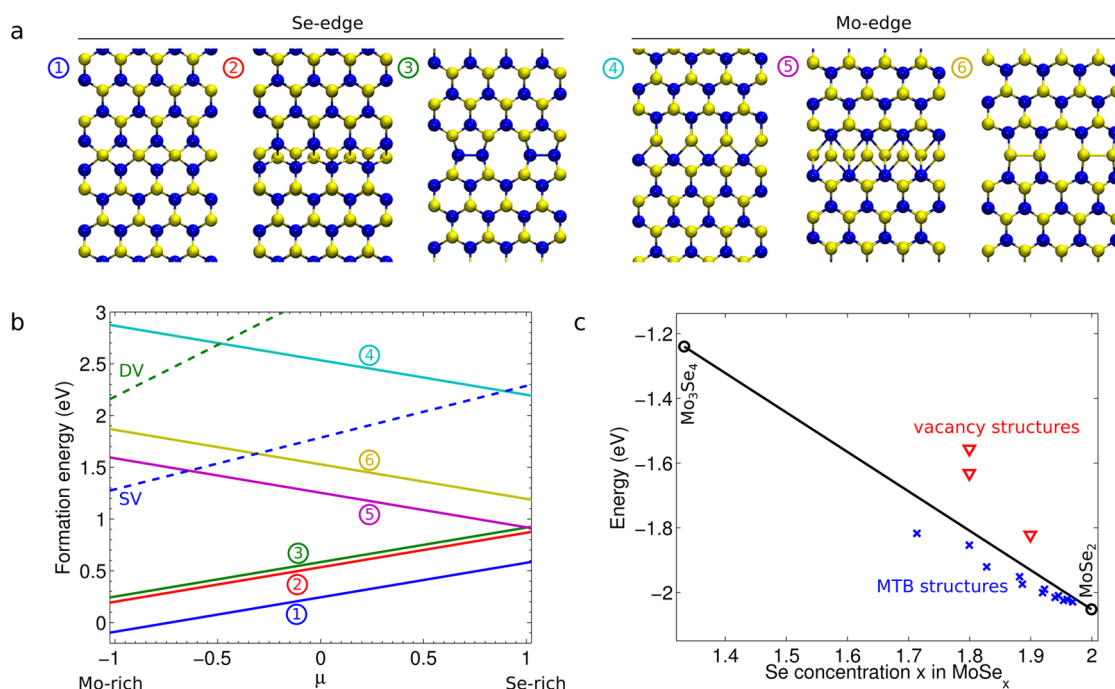 a
Se-edge
Mo-edge
1 2 3 4 5 6
b
Formation energy (eV)
3
2.5
2
1.5
1
0.5
0
DV
SV
4
6
5
3
2
1
−1 −0.5 0 0.5 1
Mo-rich μ Se-rich
c
Energy (eV)
−1.2
−1.4
−1.6
−1.8
−2
Mo₃Se₄
vacancy structures
MTB structures
MoSe₂
1.4 1.5 1.6 1.7 1.8 1.9 2
Se concentration x in MoSeₓ